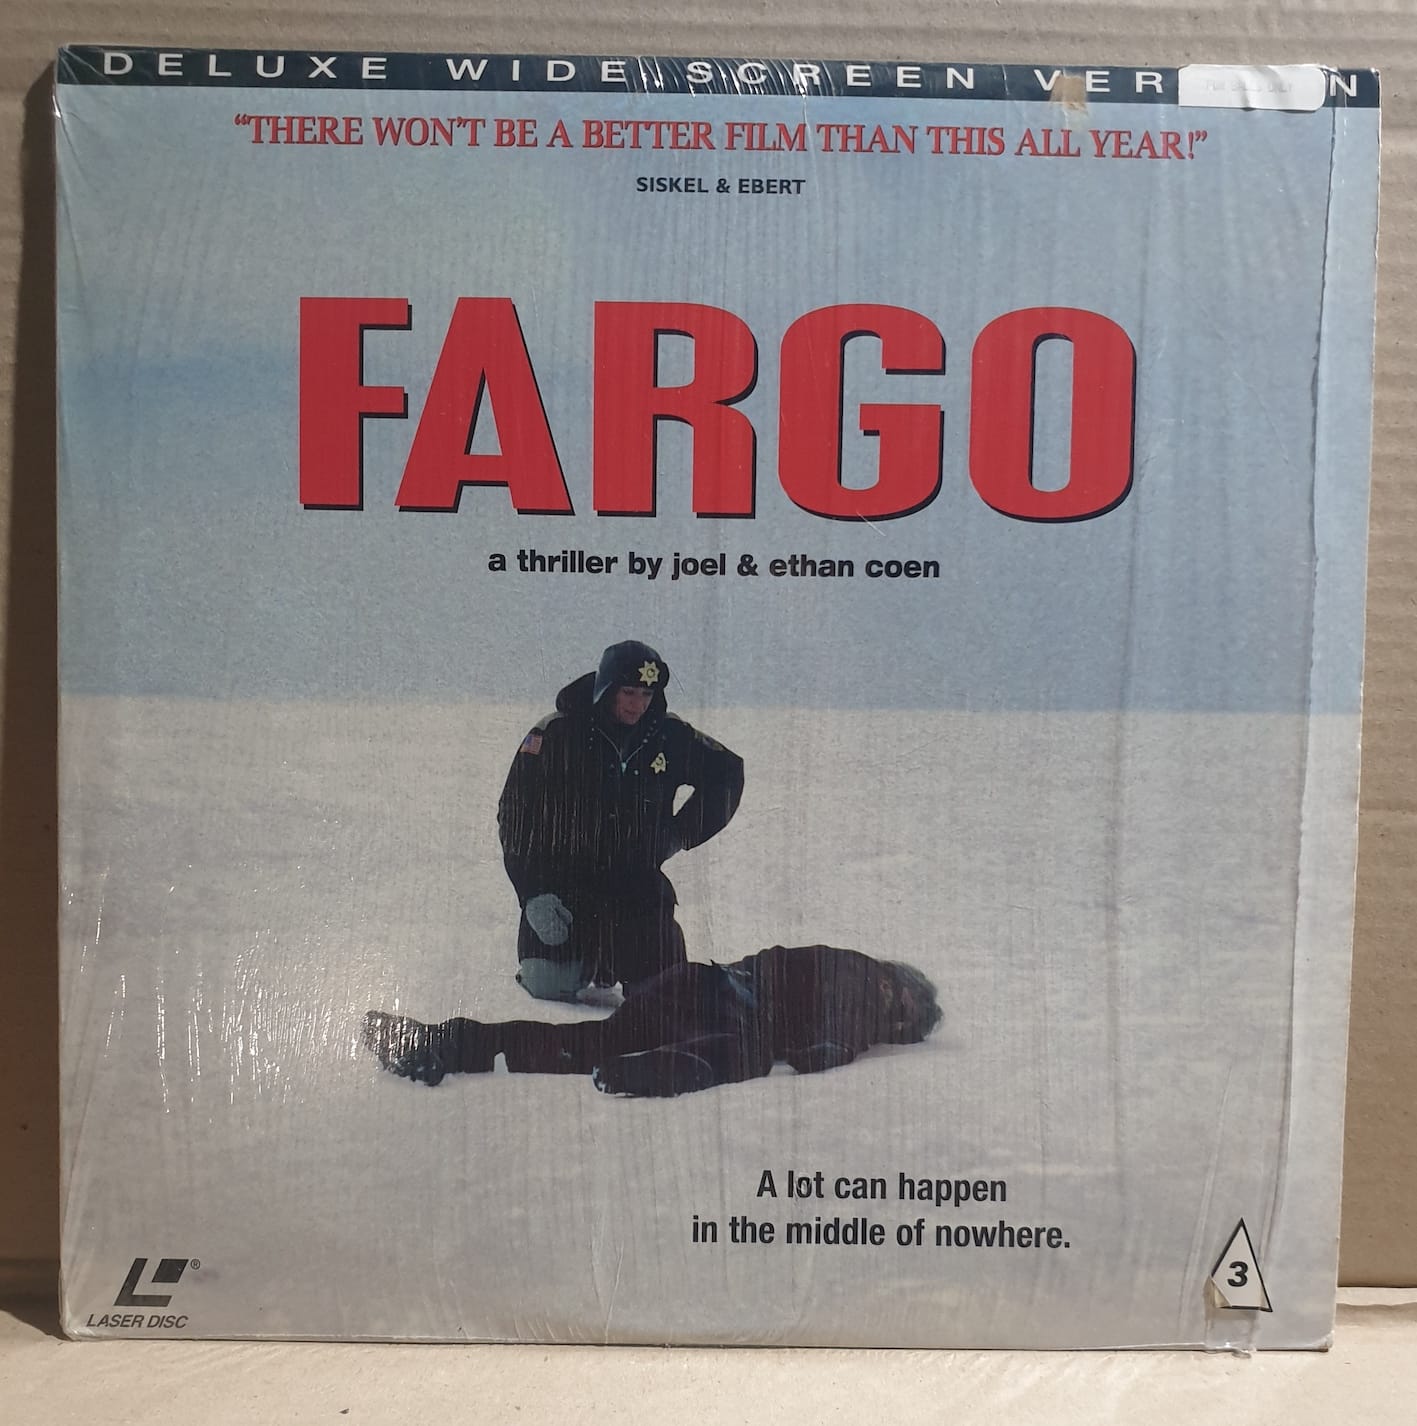 DELUXE WIDE SCREEN VER N
“THERE WON’T BE A BETTER FILM THAN THIS ALL YEAR!”
SISKEL & EBERT
FARGO
a thriller by joel & ethan coen
A lot can happen
in the middle of nowhere.
3
®
LASER DISC